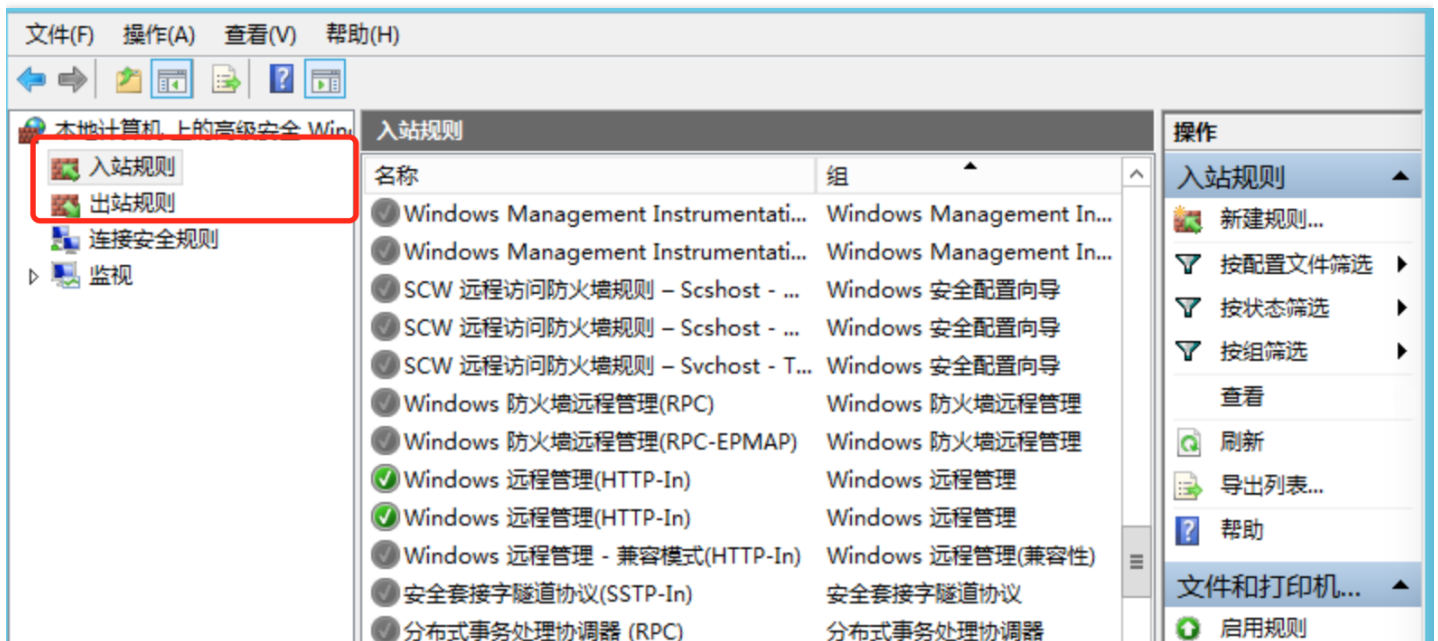 文件(F) 操作(A) 查看(V) 帮助(H)
本地计算机 上的高级安全 Win
入站规则
出站规则
连接安全规则
监视
入站规则
名称 组
Windows Management Instrumentati... Windows Management In...
Windows Management Instrumentati... Windows Management In...
SCW 远程访问防火墙规则 – Scshost - ... Windows 安全配置向导
SCW 远程访问防火墙规则 – Scshost - ... Windows 安全配置向导
SCW 远程访问防火墙规则 – Svchost - T... Windows 安全配置向导
Windows 防火墙远程管理(RPC) Windows 防火墙远程管理
Windows 防火墙远程管理(RPC-EPMAP) Windows 防火墙远程管理
Windows 远程管理(HTTP-In) Windows 远程管理
Windows 远程管理(HTTP-In) Windows 远程管理
Windows 远程管理 - 兼容模式(HTTP-In) Windows 远程管理(兼容性)
安全套接字隧道协议(SSTP-In) 安全套接字隧道协议
分布式事务处理协调器 (RPC) 分布式事务处理协调器
操作
入站规则
新建规则...
按配置文件筛选
按状态筛选
按组筛选
查看
刷新
导出列表...
帮助
文件和打印机...
启用规则